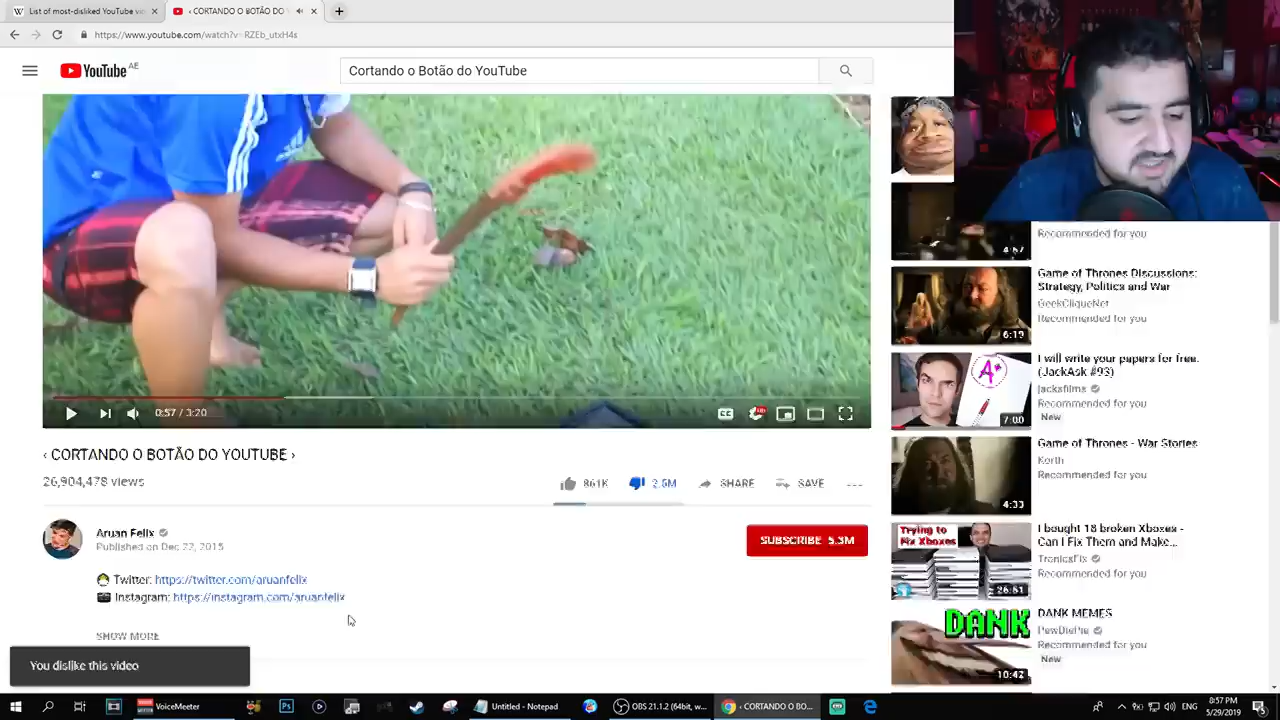 List of most-disliked YouTube vi
‹ CORTANDO O BOTÃO DO
https://www.youtube.com/watch?v=RZEb_utxH4s
YouTube AE
Cortando o Botão do YouTube
0:57 / 3:20
‹ CORTANDO O BOTÃO DO YOUTUBE ›
26,904,478 views
861K
SHARE
SAVE
Aruan Felix
Published on Dec 22, 2015
SUBSCRIBE 5.3M
Twitter: https://twitter.com/aruanfelix
Instagram: https://instagram.com/aruanfelix
SHOW MORE
You dislike this video
Recommended for you
Game of Thrones Discussions:
Strategy, Politics and War
GeekCliqueNet
Recommended for you
6:19
I will write your papers for free.
(JackAsk #93)
jacksfilms
Recommended for you
New
A+
7:00
Game of Thrones - War Stories
Korth
Recommended for you
4:33
I bought 18 broken Xboxes -
Can I Fix Them and Make...
TronicsFix
Recommended for you
Trying to
Fix Xboxes
26:51
DANK MEMES
PewDiePie
Recommended for you
New
DANK
10:42
VoiceMeeter
Untitled - Notepad
OBS 21.1.2 (64bit, w...
‹ CORTANDO O BO...
ENG
8:57 PM
5/29/2019